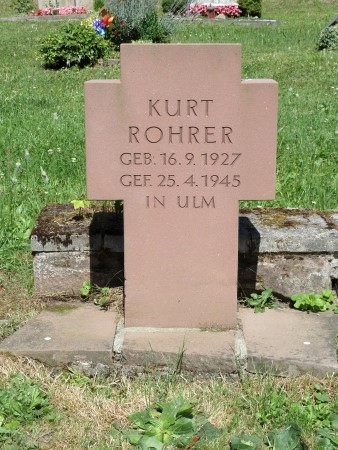 KURT
ROHRER
GEB. 16. 9. 1927
GEF. 25. 4. 1945
IN ULM